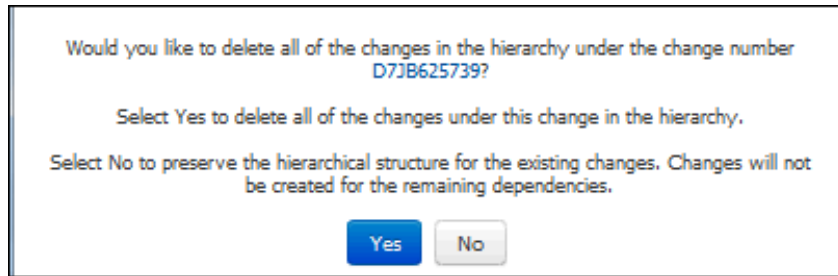 Would you like to delete all of the changes in the hierarchy under the change number
D7JB625739?
Select Yes to delete all of the changes under this change in the hierarchy.
Select No to preserve the hierarchical structure for the existing changes. Changes will not
be created for the remaining dependencies.
Yes No